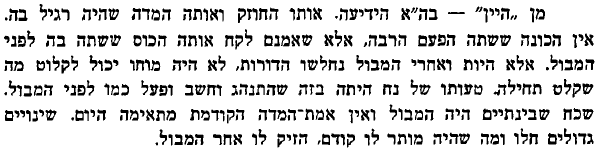 מן „היין" — בה"א הידיעה. אותו החוזק ואותה המדה שהיה רגיל בה.
אין הכונה ששתה הפעם הרבה, אלא שאמנם לקח אותה הכוס ששתה בה לפני
המבול. אלא היות ואחרי המבול נחלשו הדורות, לא היה מוחו יכול לקלוט מה
שקלט תחילה. טעותו של נח היתה בזה שהתנהג וחשב ופעל כמו לפני המבול.
שכח שבינתיים היה המבול ואין אמת־המדה הקודמת מתאימה היום. שינויים
גדולים חלו ומה שהיה מותר לו קודם, הזיק לו אחר המבול.